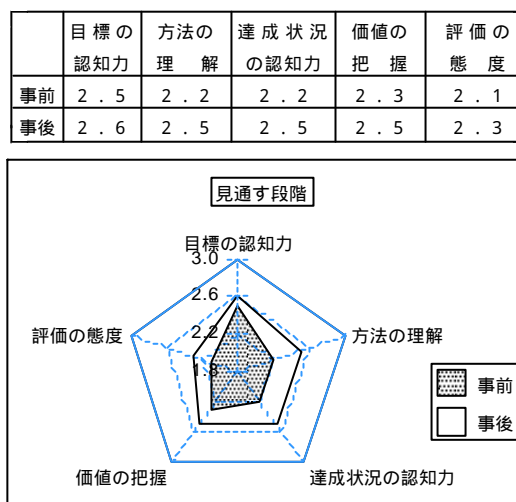 目標の 方法の 達成状況 価値の 評価の
認知力 理解 の認知力 把握 態度
事前 2.5 2.2 2.2 2.3 2.1
事後 2.6 2.5 2.5 2.5 2.3
見通す段階
目標の認知力
3.0
2.6
評価の態度 2.2 方法の理解
1.8
事前
事後
価値の把握 達成状況の認知力